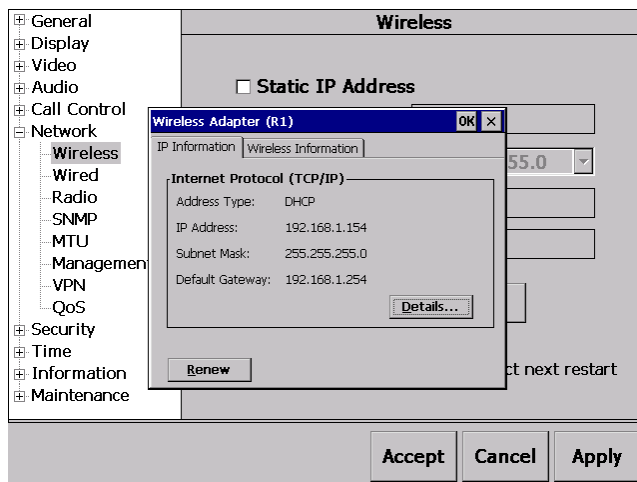 General
Display
Video
Audio
Call Control
Network
Wireless
Wired
Radio
SNMP
MTU
Managemen
VPN
QoS
Security
Time
Information
Maintenance
Wireless
Static IP Address
55.0
ct next restart
Wireless Adapter (R1)
OK ×
IP Information Wireless Information
Internet Protocol (TCP/IP)
Address Type: DHCP
IP Address: 192.168.1.154
Subnet Mask: 255.255.255.0
Default Gateway: 192.168.1.254
Details...
Renew
Accept Cancel Apply